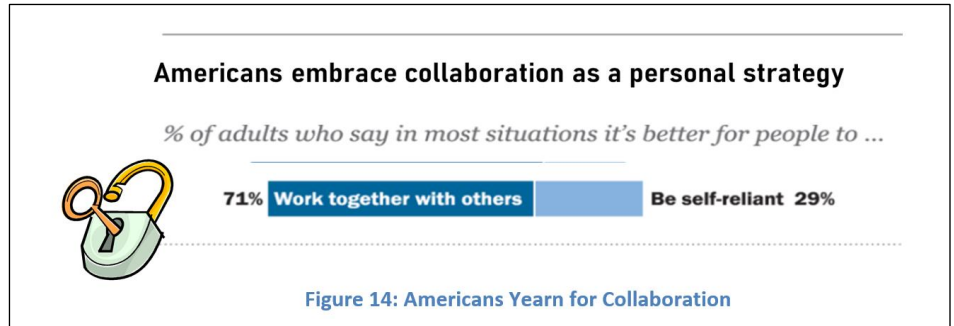 Americans embrace collaboration as a personal strategy
% of adults who say in most situations it's better for people to ...
71% Work together with others Be self-reliant 29%
Figure 14: Americans Yearn for Collaboration